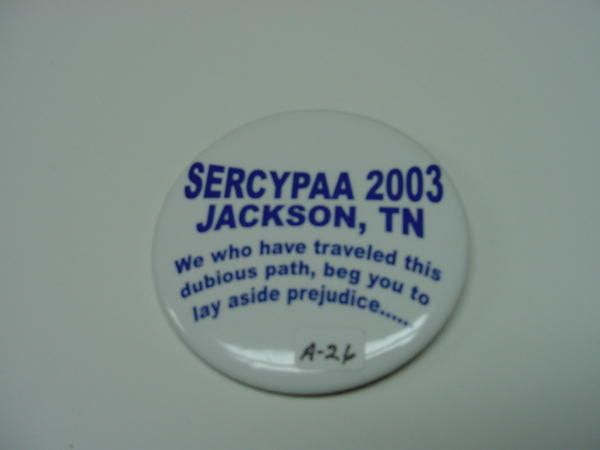 SERCYPAA 2003
JACKSON, TN
We who have traveled this
dubious path, beg you to
lay aside prejudice.....
A-26